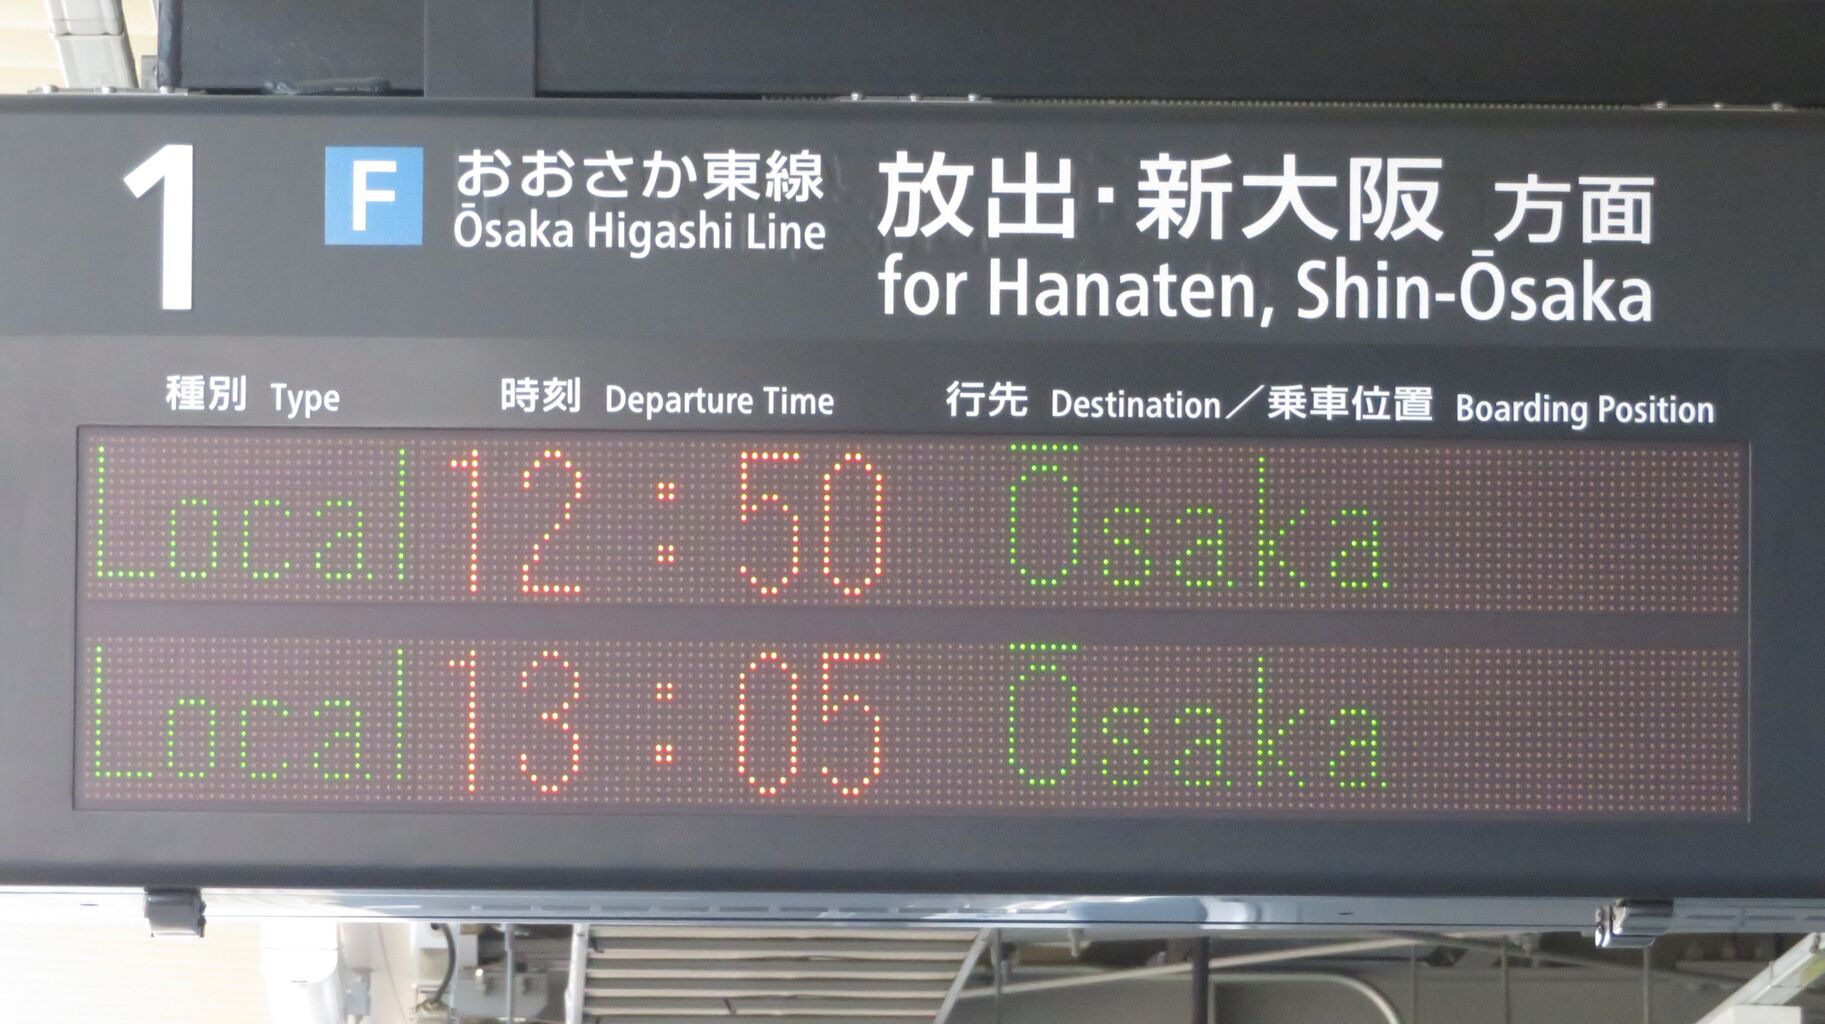 1
F
おおさか東線
Ōsaka Higashi Line
放出・新大阪 方面
for Hanaten, Shin-Ōsaka
種別 Type 時刻 Departure Time 行先 Destination／乗車位置 Boarding Position
Local 12:50 Ōsaka
Local 13:05 Ōsaka